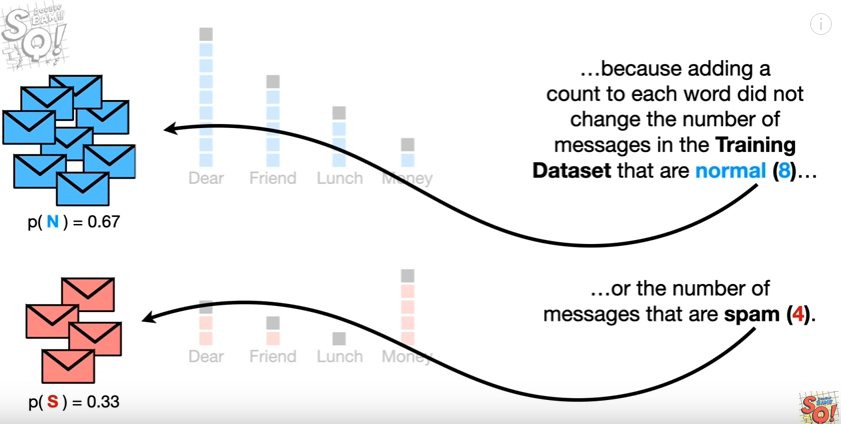 …because adding a
count to each word did not
change the number of
messages in the Training
Dataset that are normal (8)…
Dear Friend Lunch Money
p( N ) = 0.67
…or the number of
messages that are spam (4).
Dear Friend Lunch Money
p( S ) = 0.33